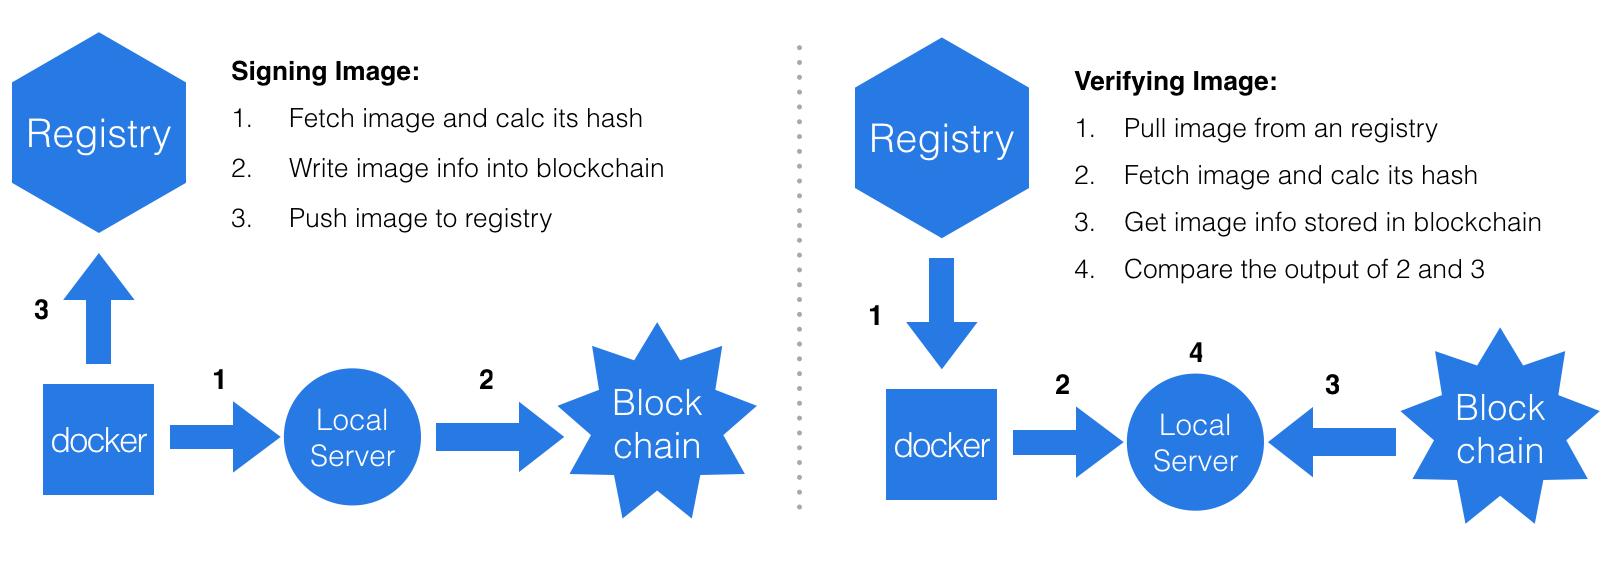 Registry
Signing Image:
1. Fetch image and calc its hash
2. Write image info into blockchain
3. Push image to registry
3
docker
1
Local
Server
2
Block
chain
Registry
Verifying Image:
1. Pull image from an registry
2. Fetch image and calc its hash
3. Get image info stored in blockchain
4. Compare the output of 2 and 3
1
docker
2
4
Local
Server
3
Block
chain